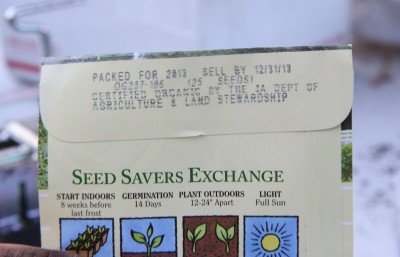 PACKED FOR 2013 SELL BY 12/31/13
(25 SEEDS)
CERTIFIED ORGANIC BY THE IA DEPT OF
AGRICULTURE & LAND STEWARDSHIP
SEED SAVERS EXCHANGE
START INDOORS GERMINATION PLANT OUTDOORS LIGHT
8 weeks before 14 Days 12-24" Apart Full Sun
last frost